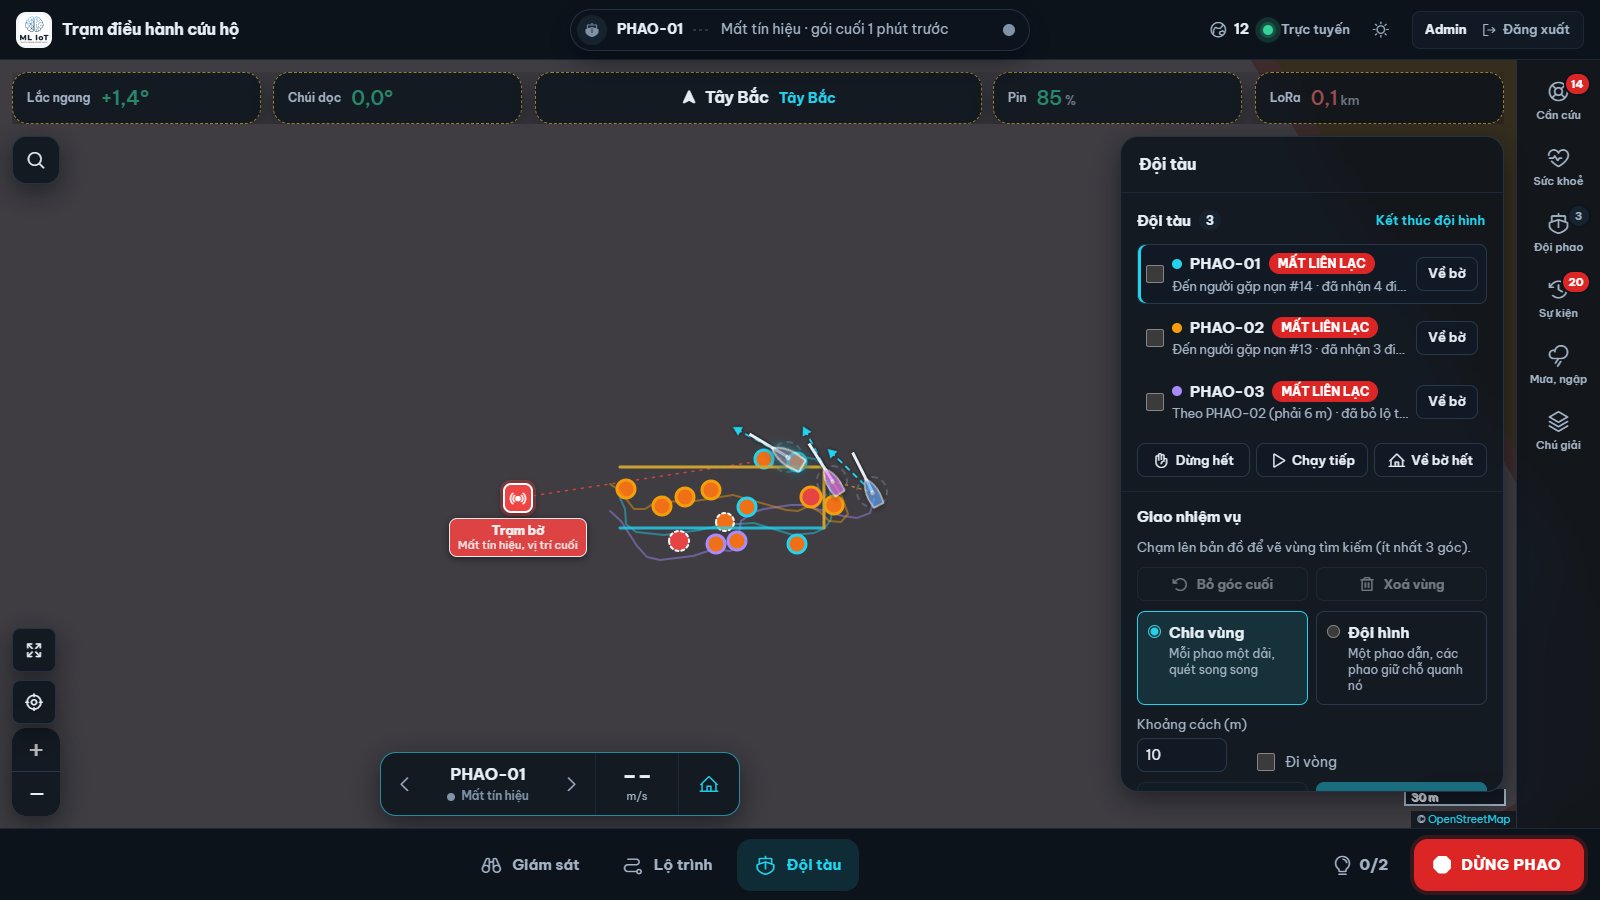 ML IoT
Trạm điều hành cứu hộ
PHAO-01 --- Mất tín hiệu · gói cuối 1 phút trước
12 Trực tuyến
Admin Đăng xuất
Lắc ngang +1,4°
Chúi dọc 0,0°
Tây Bắc Tây Bắc
Pin 85 %
LoRa 0,1 km
14
Cần cứu
Sức khoẻ
3
Đội phao
20
Sự kiện
Mưa, ngập
Chú giải
Đội tàu
Đội tàu 3 Kết thúc đội hình
PHAO-01 MẤT LIÊN LẠC
Đến người gặp nạn #14 · đã nhận 4 đi...
Về bờ
PHAO-02 MẤT LIÊN LẠC
Đến người gặp nạn #13 · đã nhận 3 đi...
Về bờ
PHAO-03 MẤT LIÊN LẠC
Theo PHAO-02 (phải 6 m) · đã bỏ lộ t...
Về bờ
Dừng hết Chạy tiếp Về bờ hết
Giao nhiệm vụ
Chạm lên bản đồ để vẽ vùng tìm kiếm (ít nhất 3 góc).
Bỏ góc cuối Xoá vùng
Chia vùng
Mỗi phao một dải,
quét song song
Đội hình
Một phao dẫn, các
phao giữ chỗ quanh
nó
Khoảng cách (m)
10 Đi vòng
30 m
© OpenStreetMap
Trạm bờ
Mất tín hiệu, vị trí cuối
+
−
PHAO-01
Mất tín hiệu
--
m/s
Giám sát Lộ trình Đội tàu
0/2
DỪNG PHAO